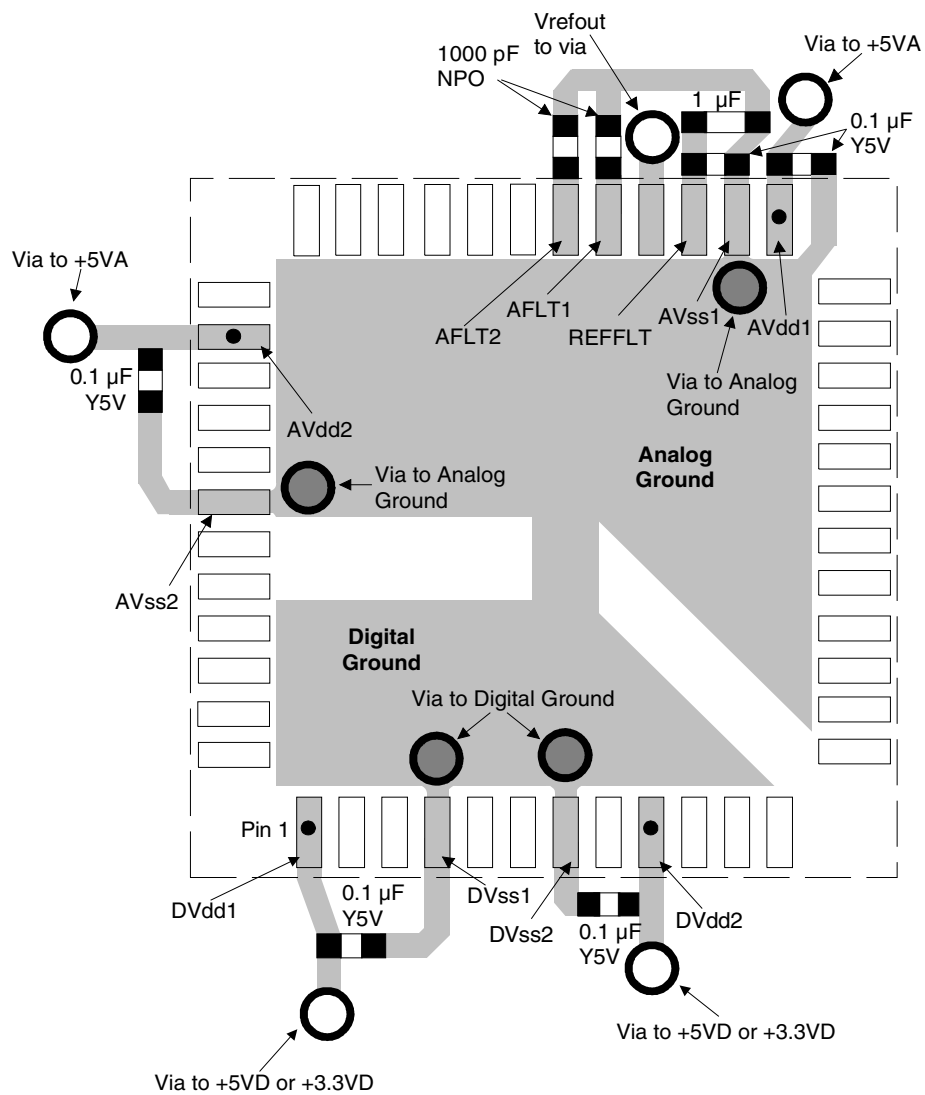 Vrefout
to via
Via to +5VA
1000 pF
NPO
1 µF
0.1 µF
Y5V
Via to +5VA
AFLT2
AFLT1
REFFLT
AVss1
AVdd1
0.1 µF
Y5V
Via to Analog
Ground
AVdd2
Analog
Ground
Via to Analog
Ground
AVss2
Digital
Ground
Via to Digital Ground
Pin 1
DVdd1
0.1 µF
Y5V
DVss1
DVss2
0.1 µF
Y5V
DVdd2
Via to +5VD or +3.3VD
Via to +5VD or +3.3VD